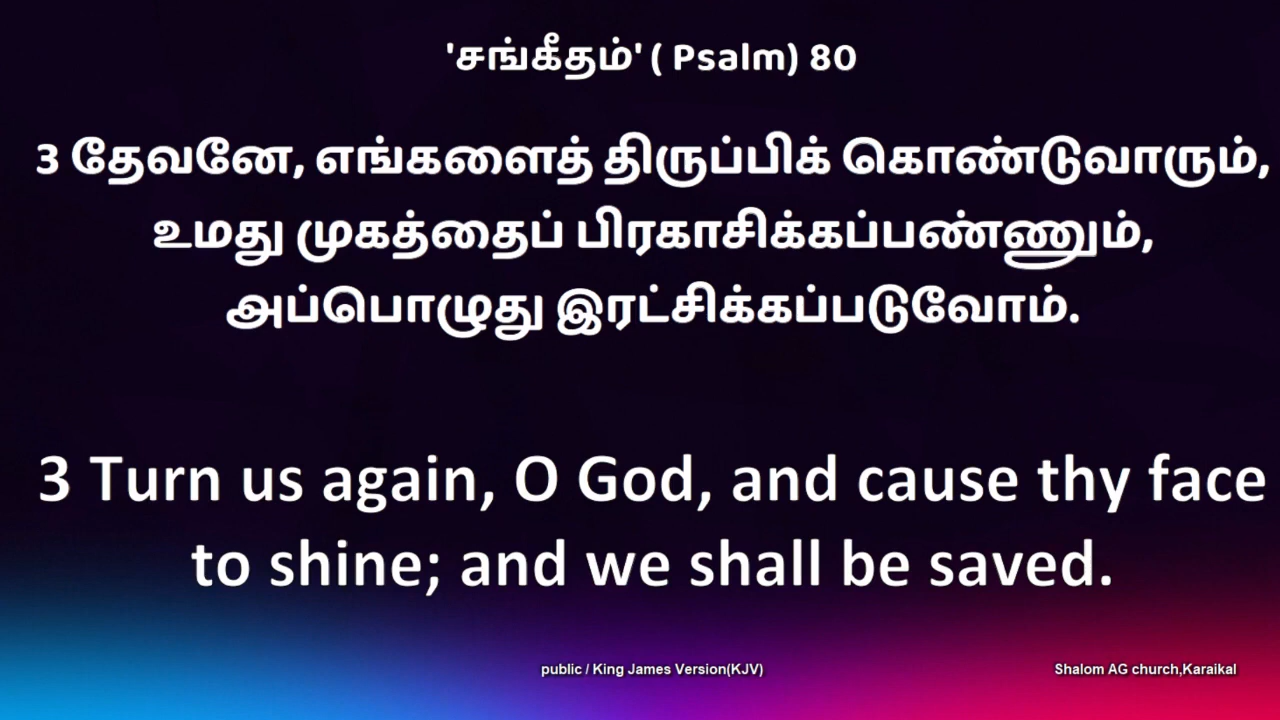 'சங்கீதம்' ( Psalm) 80
3 தேவனே, எங்களைத் திருப்பிக் கொண்டுவாரும்,
உமது முகத்தைப் பிரகாசிக்கப்பண்ணும்,
அப்பொழுது இரட்சிக்கப்படுவோம்.
3 Turn us again, O God, and cause thy face
to shine; and we shall be saved.
public / King James Version(KJV)
Shalom AG church,Karaikal